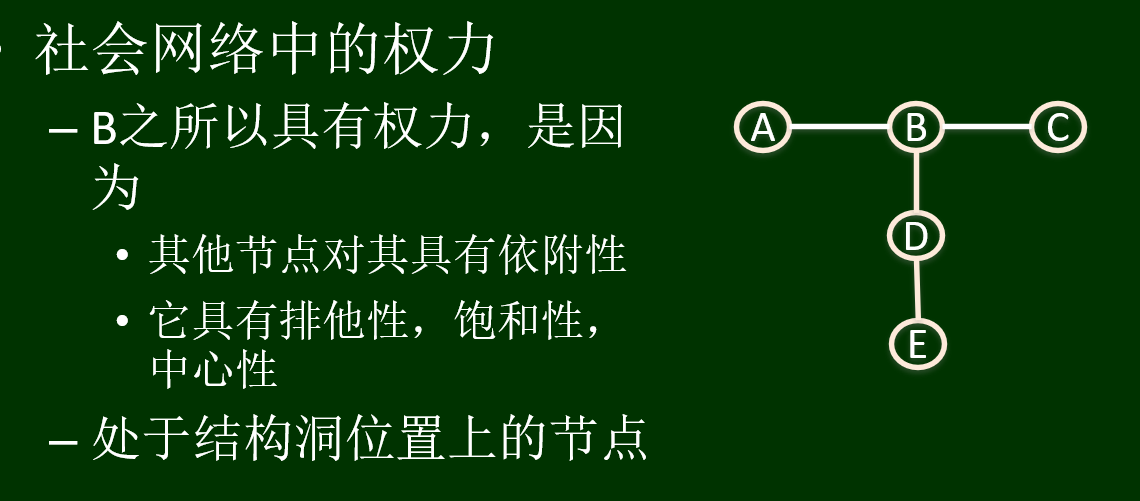 • 社会网络中的权力
– B之所以具有权力，是因
为
• 其他节点对其具有依附性
• 它具有排他性，饱和性，
中心性
– 处于结构洞位置上的节点
A B C
D
E